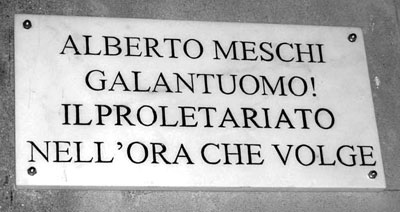 ALBERTO MESCHI
GALANTUOMO!
IL PROLETARIATO
NELL'ORA CHE VOLGE